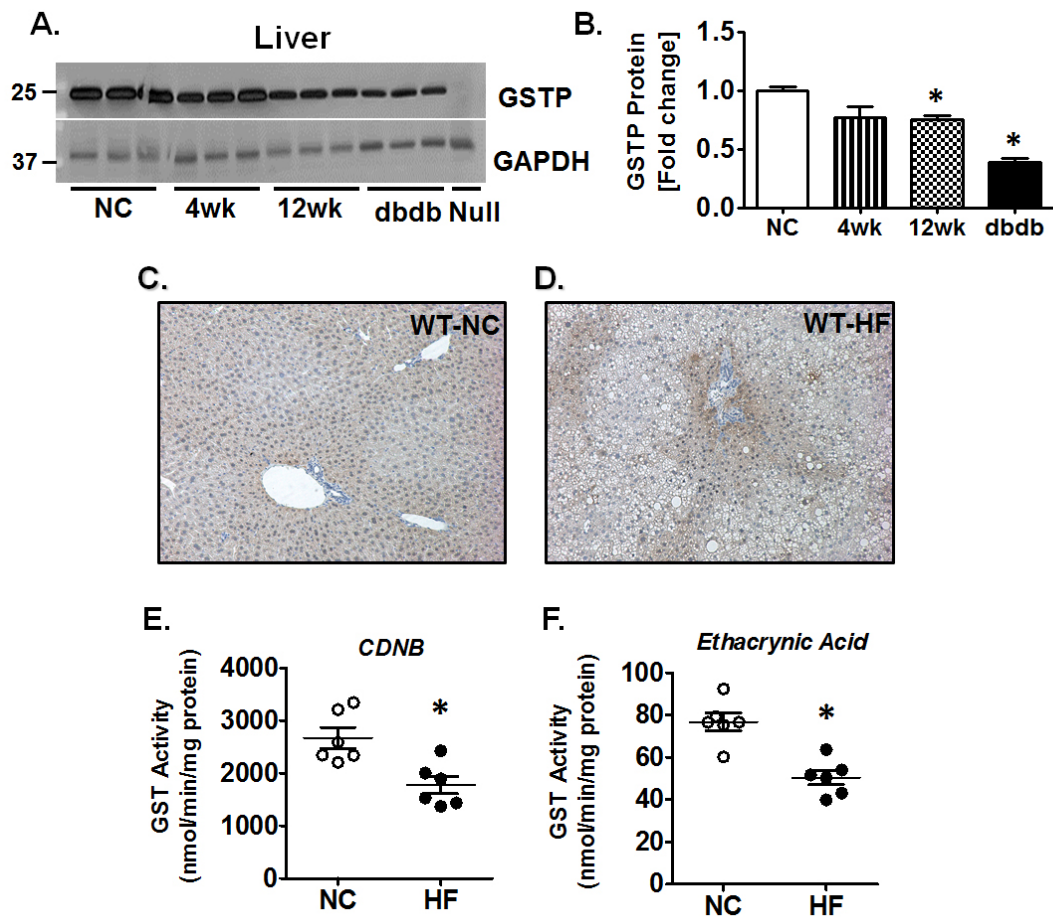 A.
Liver
25
GSTP
37
GAPDH
NC 4wk 12wk dbdb Null
B.
GSTP Protein
[Fold change]
1.5
1.0
0.5
0.0
* *
NC 4wk 12wk dbdb
C.
WT-NC
D.
WT-HF
E.
CDNB
GST Activity
(nmol/min/mg protein)
4000
3000
2000
1000
0
*
NC HF
F.
Ethacrynic Acid
GST Activity
(nmol/min/mg protein)
100
80
60
40
20
0
*
NC HF